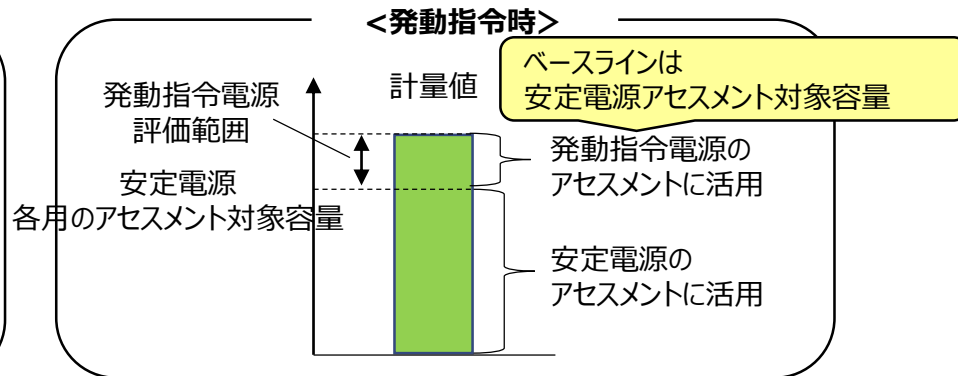 <発動指令時>
ベースラインは
安定電源アセスメント対象容量
計量値
発動指令電源
評価範囲
安定電源
各用のアセスメント対象容量
発動指令電源の
アセスメントに活用
安定電源の
アセスメントに活用